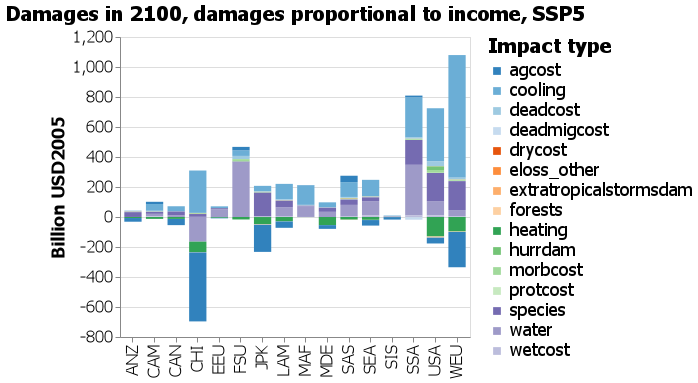 Damages in 2100, damages proportional to income, SSP5
Impact type
agcost
cooling
deadcost
deadmigcost
drycost
eloss_other
extratropicalstormsdam
forests
heating
hurrdam
morbcost
protcost
species
water
wetcost
Billion USD2005
1,200
1,000
800
600
400
200
0
-200
-400
-600
-800
ANZ
CAM
CAN
CHI
EEU
FSU
JPK
LAM
MAF
MDE
SAS
SEA
SIS
SSA
USA
WEU